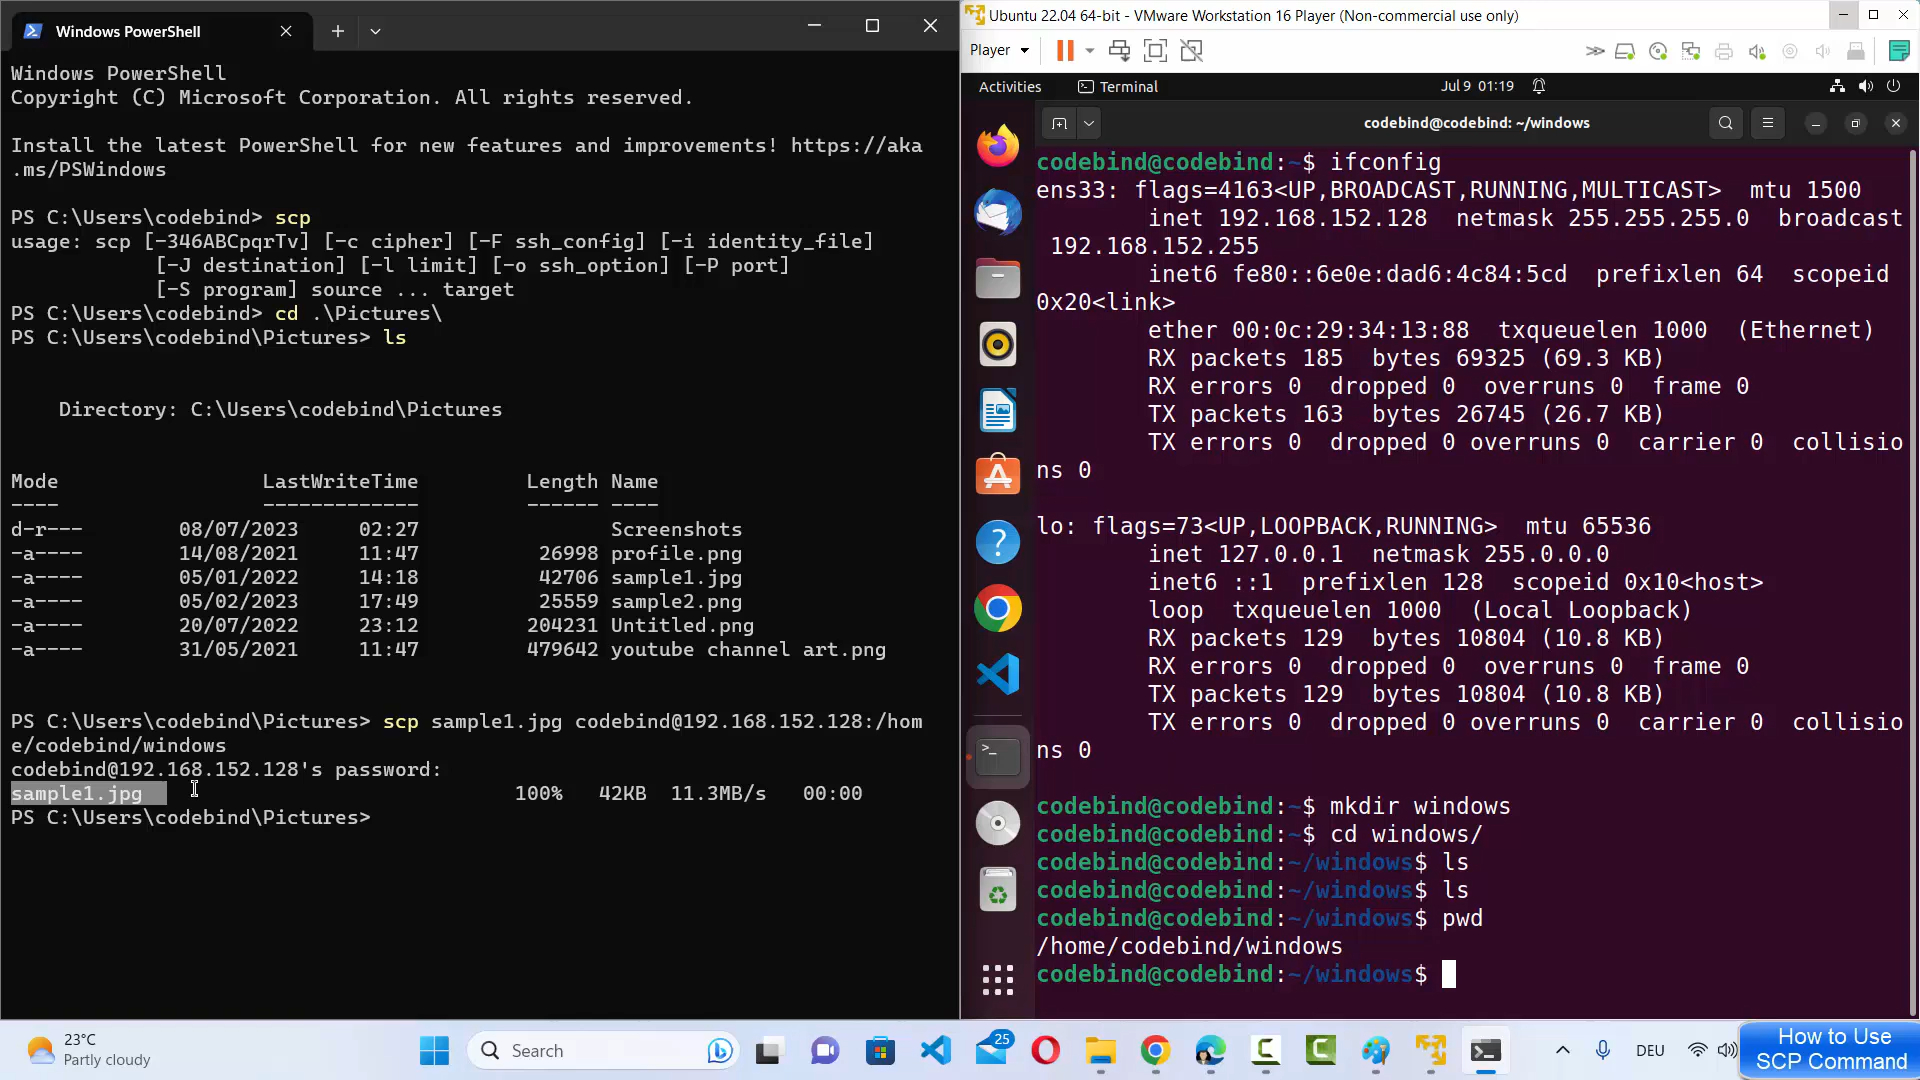 Windows PowerShell
Windows PowerShell
Copyright (C) Microsoft Corporation. All rights reserved.
Install the latest PowerShell for new features and improvements! https://aka
.ms/PSWindows
PS C:\Users\codebind> scp
usage: scp [-346ABCpqrTv] [-c cipher] [-F ssh_config] [-i identity_file]
[-J destination] [-l limit] [-o ssh_option] [-P port]
[-S program] source ... target
PS C:\Users\codebind> cd .\Pictures\
PS C:\Users\codebind\Pictures> ls
Directory: C:\Users\codebind\Pictures
Mode LastWriteTime Length Name
---- ------------- ------ ----
d-r--- 08/07/2023 02:27 Screenshots
-a---- 14/08/2021 11:47 26998 profile.png
-a---- 05/01/2022 14:18 42706 sample1.jpg
-a---- 05/02/2023 17:49 25559 sample2.png
-a---- 20/07/2022 23:12 204231 Untitled.png
-a---- 31/05/2021 11:47 479642 youtube channel art.png
PS C:\Users\codebind\Pictures> scp sample1.jpg codebind@192.168.152.128:/hom
e/codebind/windows
codebind@192.168.152.128's password:
sample1.jpg 100% 42KB 11.3MB/s 00:00
PS C:\Users\codebind\Pictures>
Ubuntu 22.04 64-bit - VMware Workstation 16 Player (Non-commercial use only)
Player
Activities Terminal Jul 9 01:19
codebind@codebind: ~/windows
codebind@codebind:~$ ifconfig
ens33: flags=4163<UP,BROADCAST,RUNNING,MULTICAST> mtu 1500
inet 192.168.152.128 netmask 255.255.255.0 broadcast
192.168.152.255
inet6 fe80::6e0e:dad6:4c84:5cd prefixlen 64 scopeid
0x20<link>
ether 00:0c:29:34:13:88 txqueuelen 1000 (Ethernet)
RX packets 185 bytes 69325 (69.3 KB)
RX errors 0 dropped 0 overruns 0 frame 0
TX packets 163 bytes 26745 (26.7 KB)
TX errors 0 dropped 0 overruns 0 carrier 0 collisio
ns 0
lo: flags=73<UP,LOOPBACK,RUNNING> mtu 65536
inet 127.0.0.1 netmask 255.0.0.0
inet6 ::1 prefixlen 128 scopeid 0x10<host>
loop txqueuelen 1000 (Local Loopback)
RX packets 129 bytes 10804 (10.8 KB)
RX errors 0 dropped 0 overruns 0 frame 0
TX packets 129 bytes 10804 (10.8 KB)
TX errors 0 dropped 0 overruns 0 carrier 0 collisio
ns 0
codebind@codebind:~$ mkdir windows
codebind@codebind:~$ cd windows/
codebind@codebind:~/windows$ ls
codebind@codebind:~/windows$ ls
codebind@codebind:~/windows$ pwd
/home/codebind/windows
codebind@codebind:~/windows$
23°C
Partly cloudy
Search
25
DEU
How to Use
SCP Command